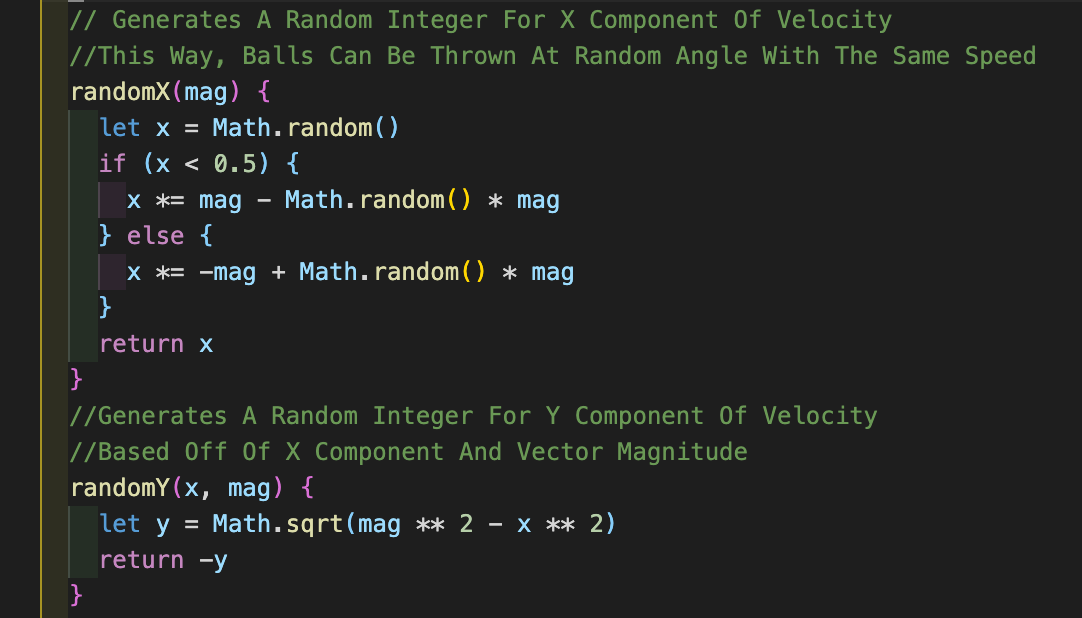 // Generates A Random Integer For X Component Of Velocity
//This Way, Balls Can Be Thrown At Random Angle With The Same Speed
randomX(mag) {
  let x = Math.random()
  if (x < 0.5) {
    x *= mag - Math.random() * mag
  } else {
    x *= -mag + Math.random() * mag
  }
  return x
}
//Generates A Random Integer For Y Component Of Velocity
//Based Off Of X Component And Vector Magnitude
randomY(x, mag) {
  let y = Math.sqrt(mag ** 2 - x ** 2)
  return -y
}